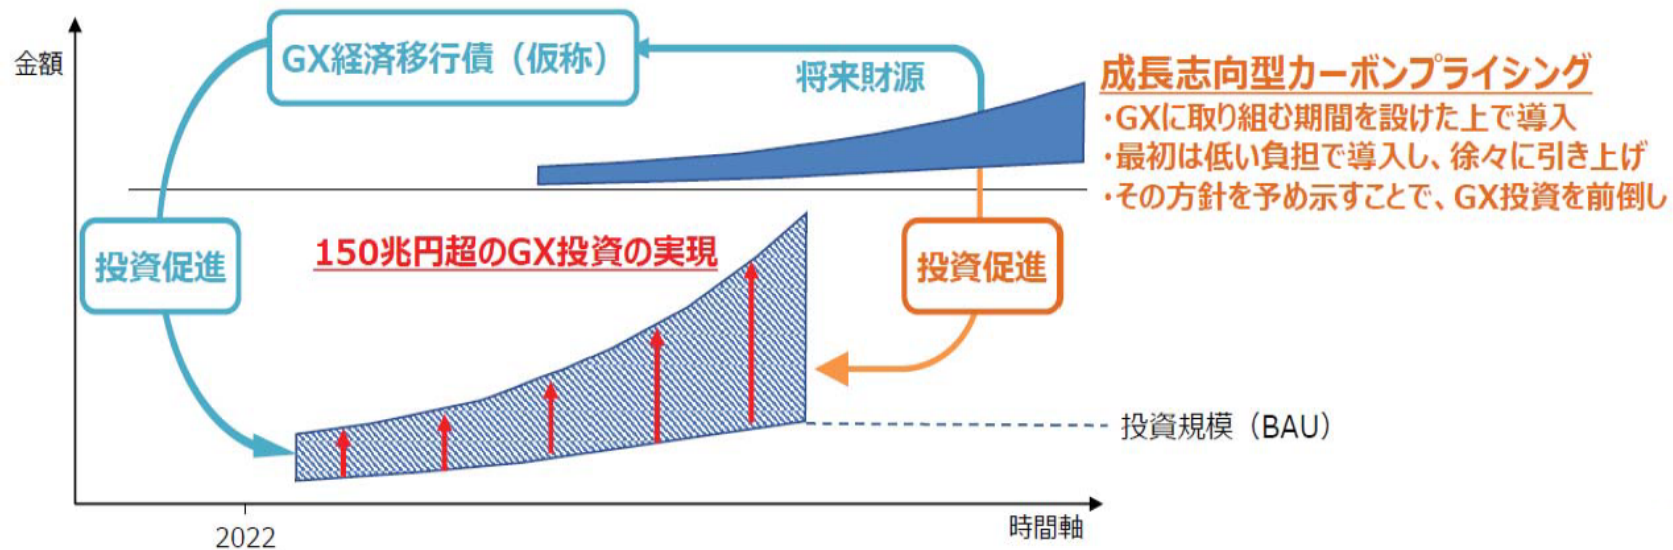 金額
GX経済移行債（仮称）
将来財源
成長志向型カーボンプライシング
・GXに取り組む期間を設けた上で導入
・最初は低い負担で導入し、徐々に引き上げ
・その方針を予め示すことで、GX投資を前倒し
投資促進
150兆円超のGX投資の実現
投資促進
投資規模（BAU）
2022
時間軸